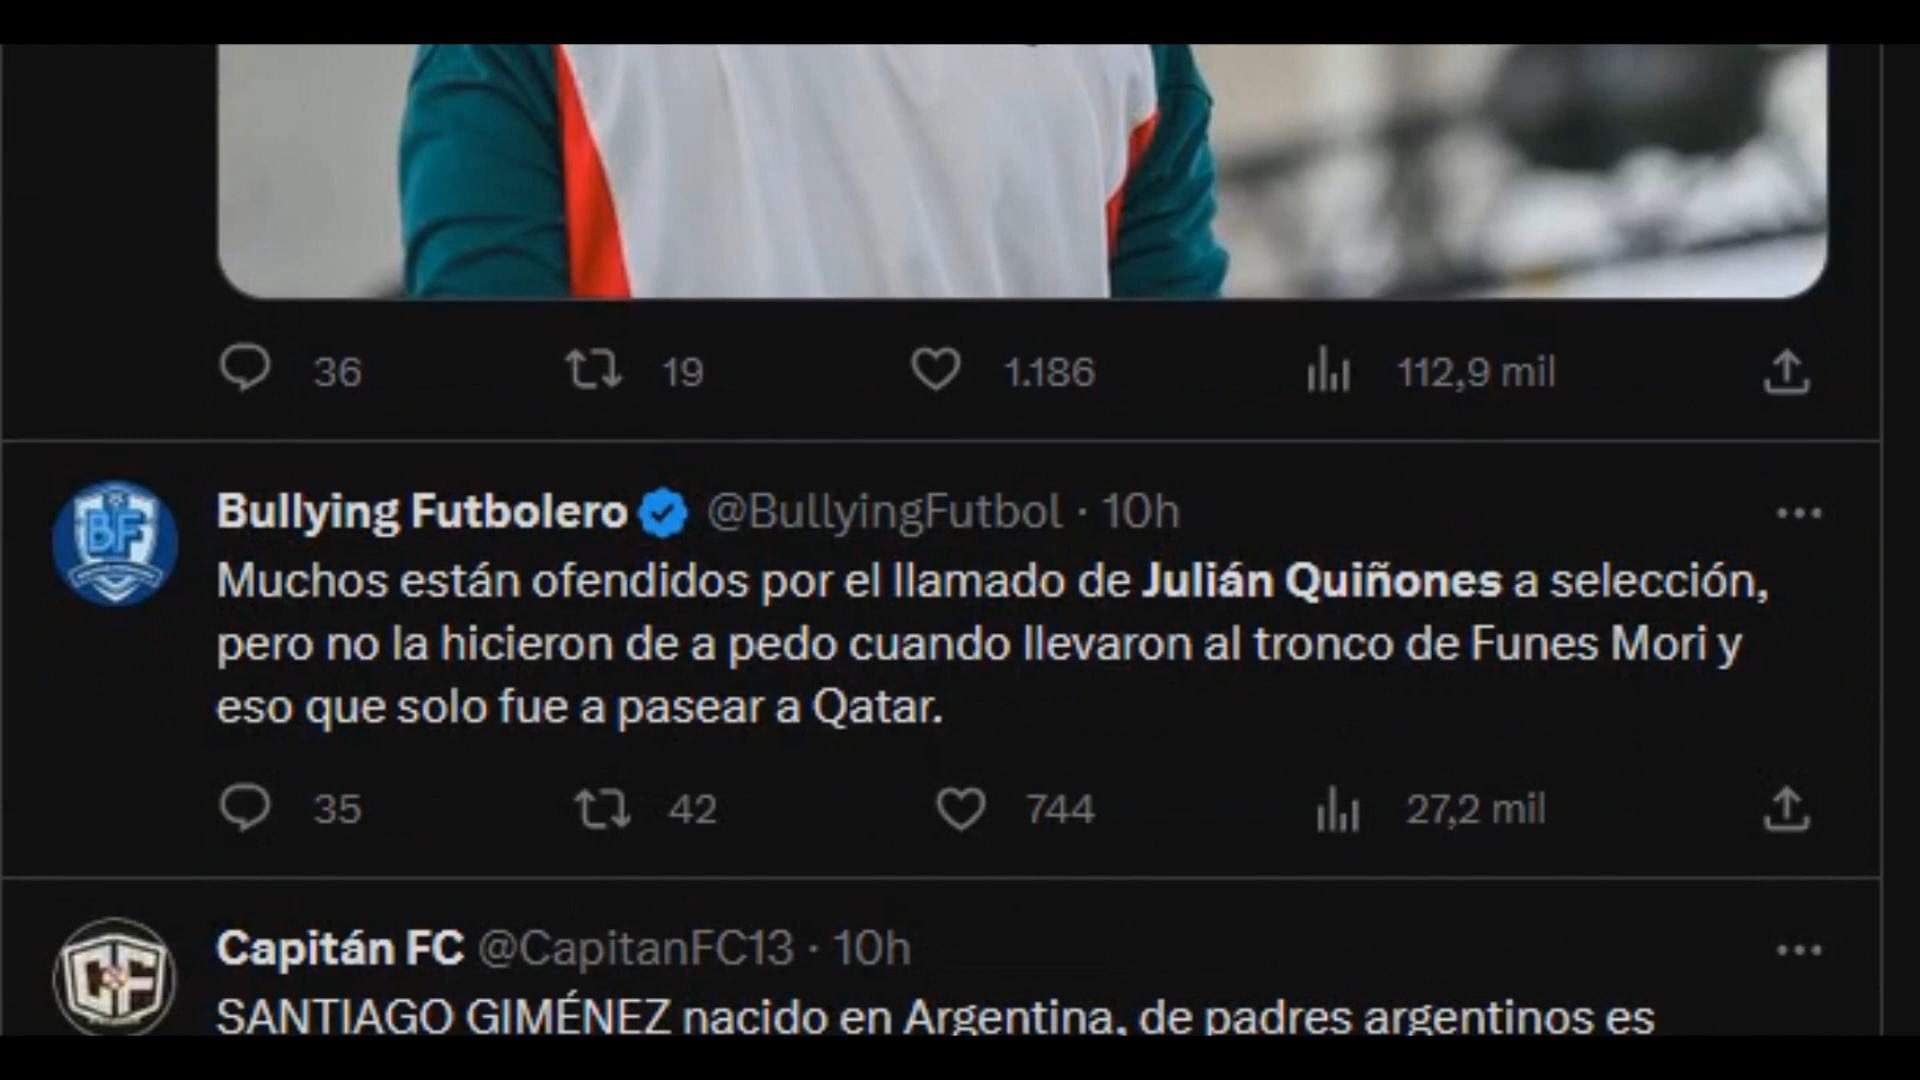 36 19 1.186 112,9 mil
BF
Bullying Futbolero @BullyingFutbol · 10h
Muchos están ofendidos por el llamado de Julián Quiñones a selección,
pero no la hicieron de a pedo cuando llevaron al tronco de Funes Mori y
eso que solo fue a pasear a Qatar.
35 42 744 27,2 mil
CF
Capitán FC @CapitanFC13 · 10h
SANTIAGO GIMÉNEZ nacido en Argentina, de padres argentinos es